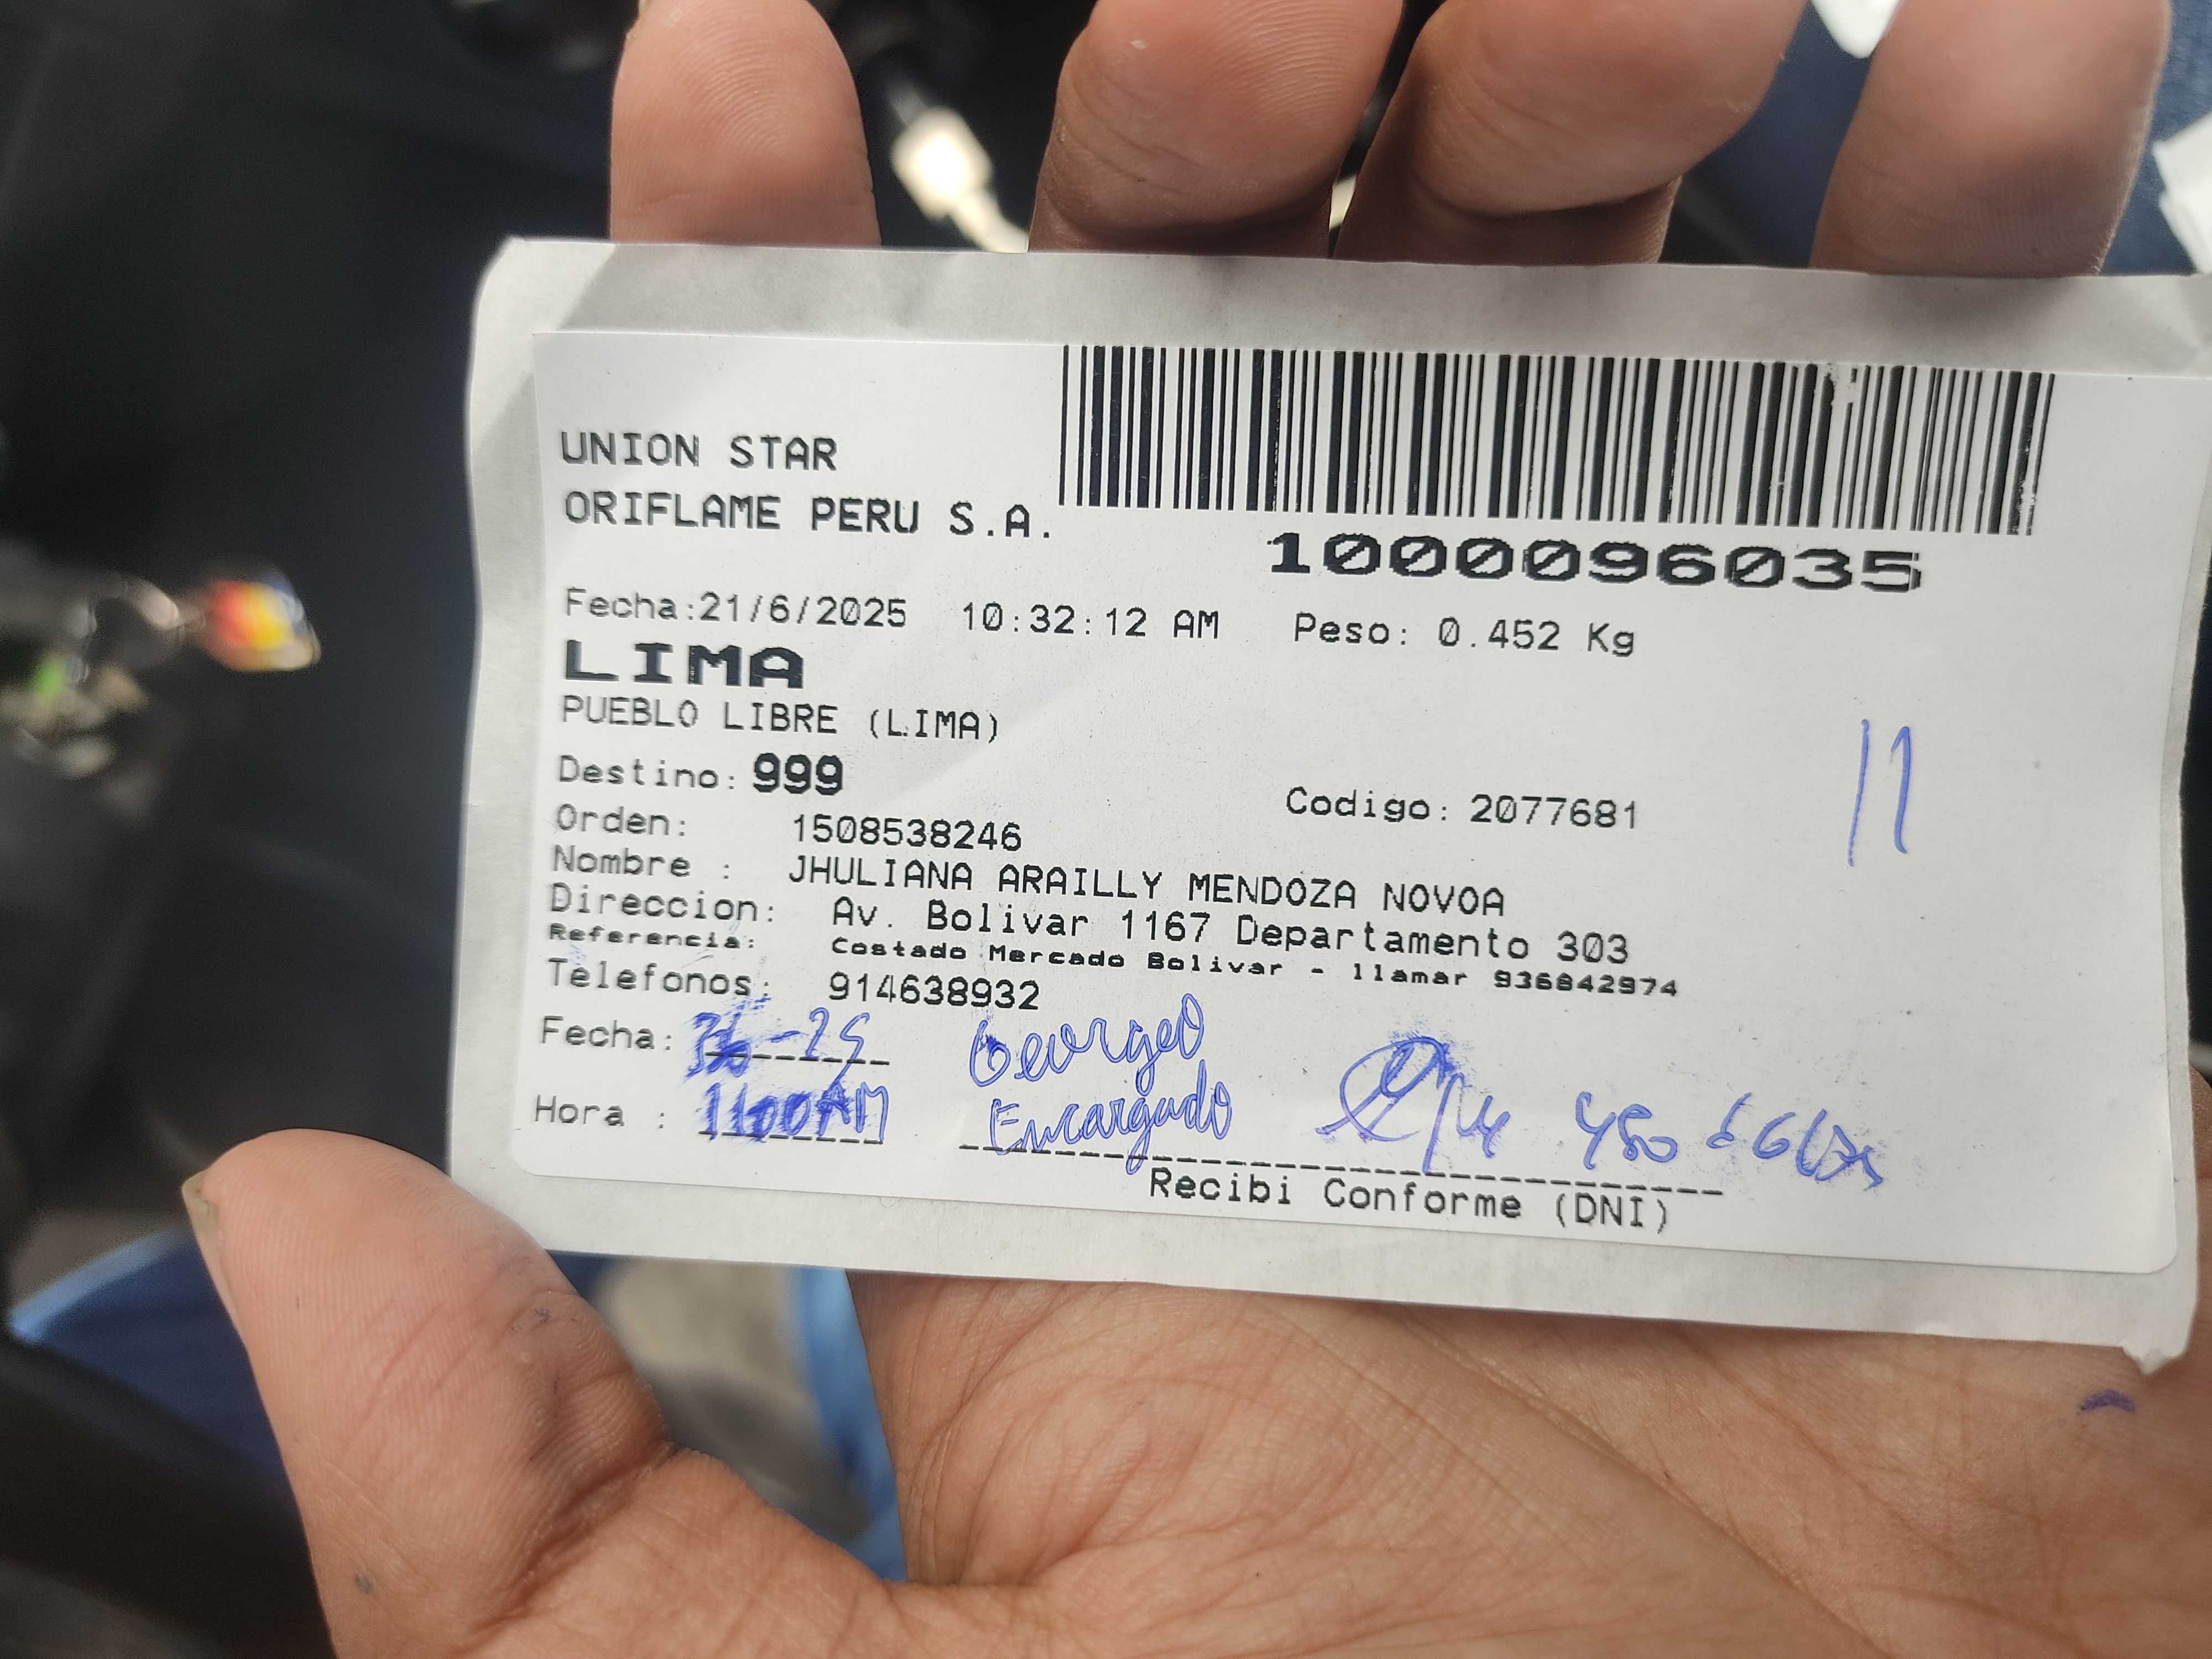 UNION STAR
ORIFLAME PERU S.A.
1000096035
Fecha:21/6/2025 10:32:12 AM Peso: 0.452 Kg
LIMA
PUEBLO LIBRE (LIMA)
Destino: 999
Codigo: 2077681
11
Orden: 1508538246
Nombre : JHULIANA ARAILLY MENDOZA NOVOA
Direccion: Av. Bolivar 1167 Departamento 303
Referencia: Costado Mercado Bolivar - llamar 936842974
Telefonos: 914638932
Fecha:
Hora : 1100AM Encargado
Recibi Conforme (DNI)